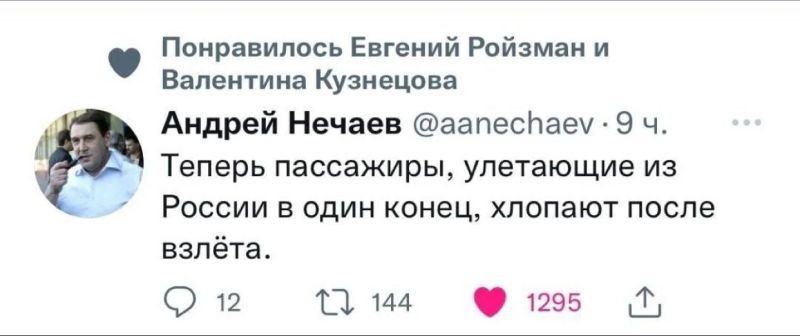 Понравилось Евгений Ройзман и
Валентина Кузнецова
Андрей Нечаев @aanechaev · 9 ч.
Теперь пассажиры, улетающие из
России в один конец, хлопают после
взлёта.
12 144 1295